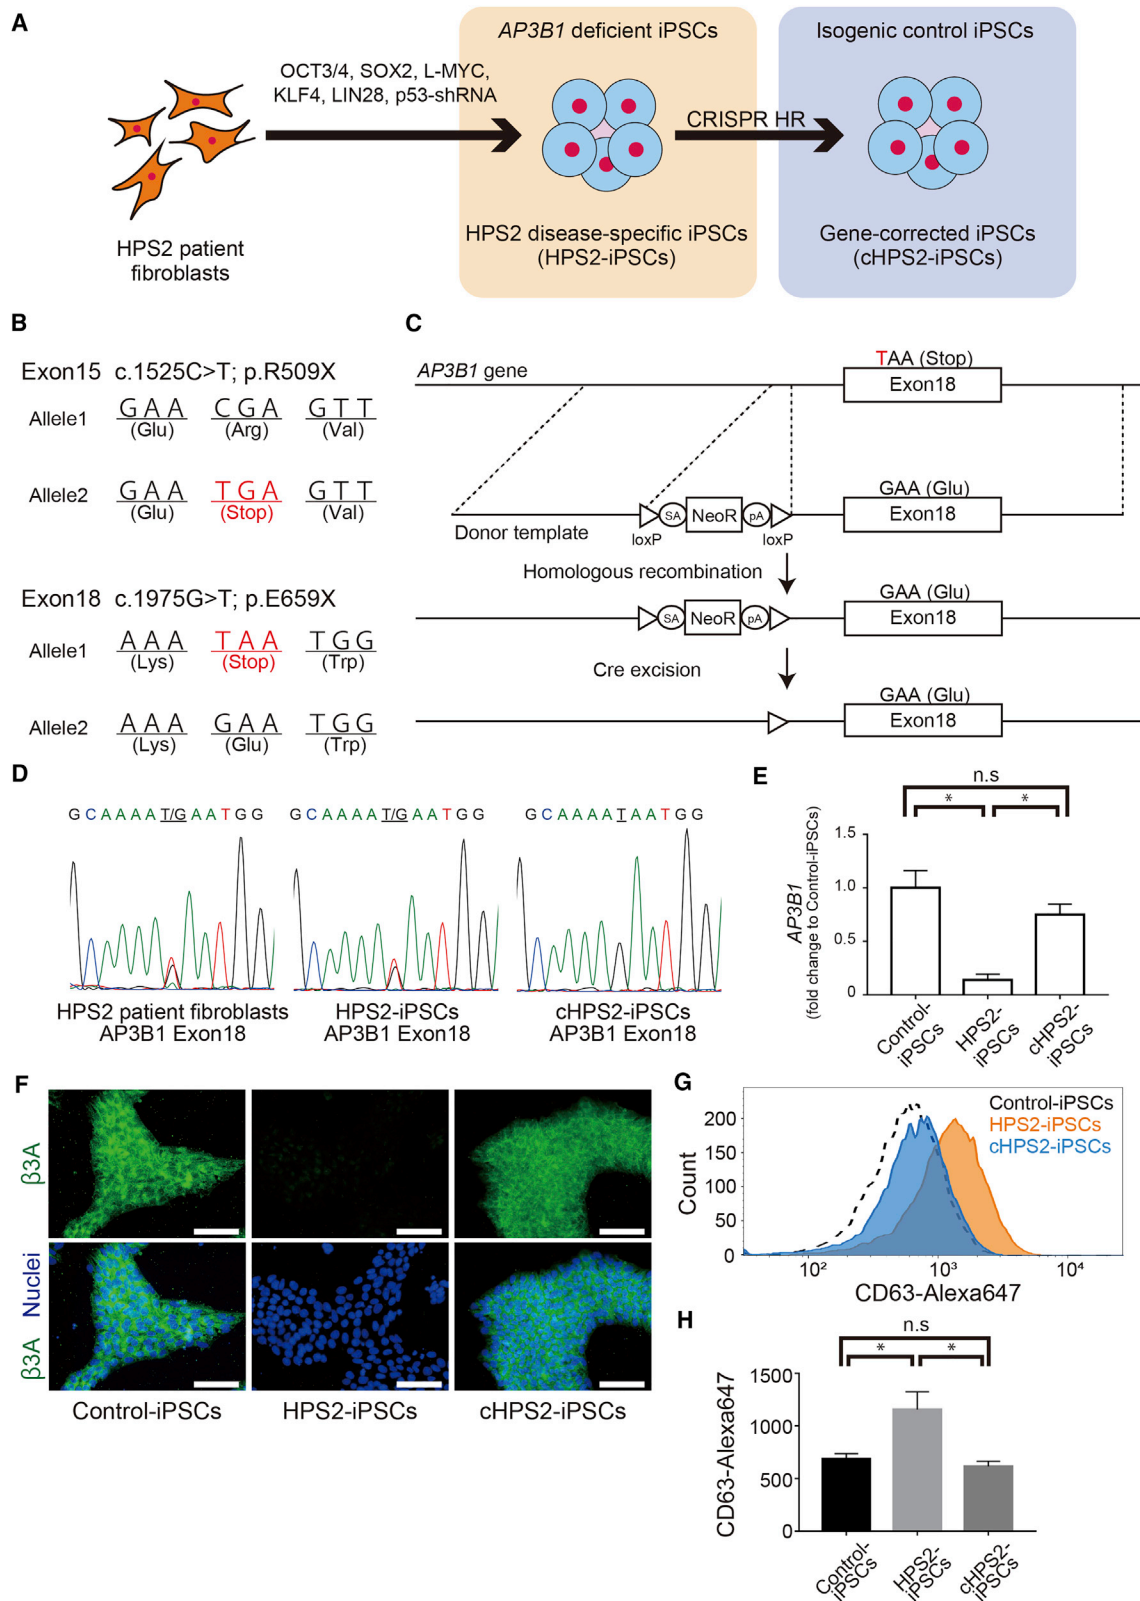 A
AP3B1 deficient iPSCs
Isogenic control iPSCs
OCT3/4, SOX2, L-MYC,
KLF4, LIN28, p53-shRNA
CRISPR HR
HPS2 patient
fibroblasts
HPS2 disease-specific iPSCs
(HPS2-iPSCs)
Gene-corrected iPSCs
(cHPS2-iPSCs)
B
Exon15 c.1525C>T; p.R509X
Allele1 GAA CGA GTT
(Glu) (Arg) (Val)
Allele2 GAA TGA GTT
(Glu) (Stop) (Val)
Exon18 c.1975G>T; p.E659X
Allele1 AAA TAA TGG
(Lys) (Stop) (Trp)
Allele2 AAA GAA TGG
(Lys) (Glu) (Trp)
C
AP3B1 gene
TAA (Stop)
Exon18
GAA (Glu)
Exon18
Donor template
SA NeoR pA
loxP loxP
Homologous recombination
GAA (Glu)
SA NeoR pA
Exon18
Cre excision
GAA (Glu)
Exon18
D
GCAAAAT/GAATGG
GCAAAAT/GAATGG
GCAAAATAATGG
HPS2 patient fibroblasts
AP3B1 Exon18
HPS2-iPSCs
AP3B1 Exon18
cHPS2-iPSCs
AP3B1 Exon18
E
n.s
* *
AP3B1
(fold change to Control-iPSCs)
1.5
1.0
0.5
0
Control-
iPSCs
HPS2-
iPSCs
cHPS2-
iPSCs
F
β3A
β3A Nuclei
Control-iPSCs
HPS2-iPSCs
cHPS2-iPSCs
G
Control-iPSCs
HPS2-iPSCs
cHPS2-iPSCs
Count
200
150
100
50
0
10² 10³ 10⁴
CD63-Alexa647
H
n.s
* *
CD63-Alexa647
1500
1000
500
0
Control-
iPSCs
HPS2-
iPSCs
cHPS2-
iPSCs